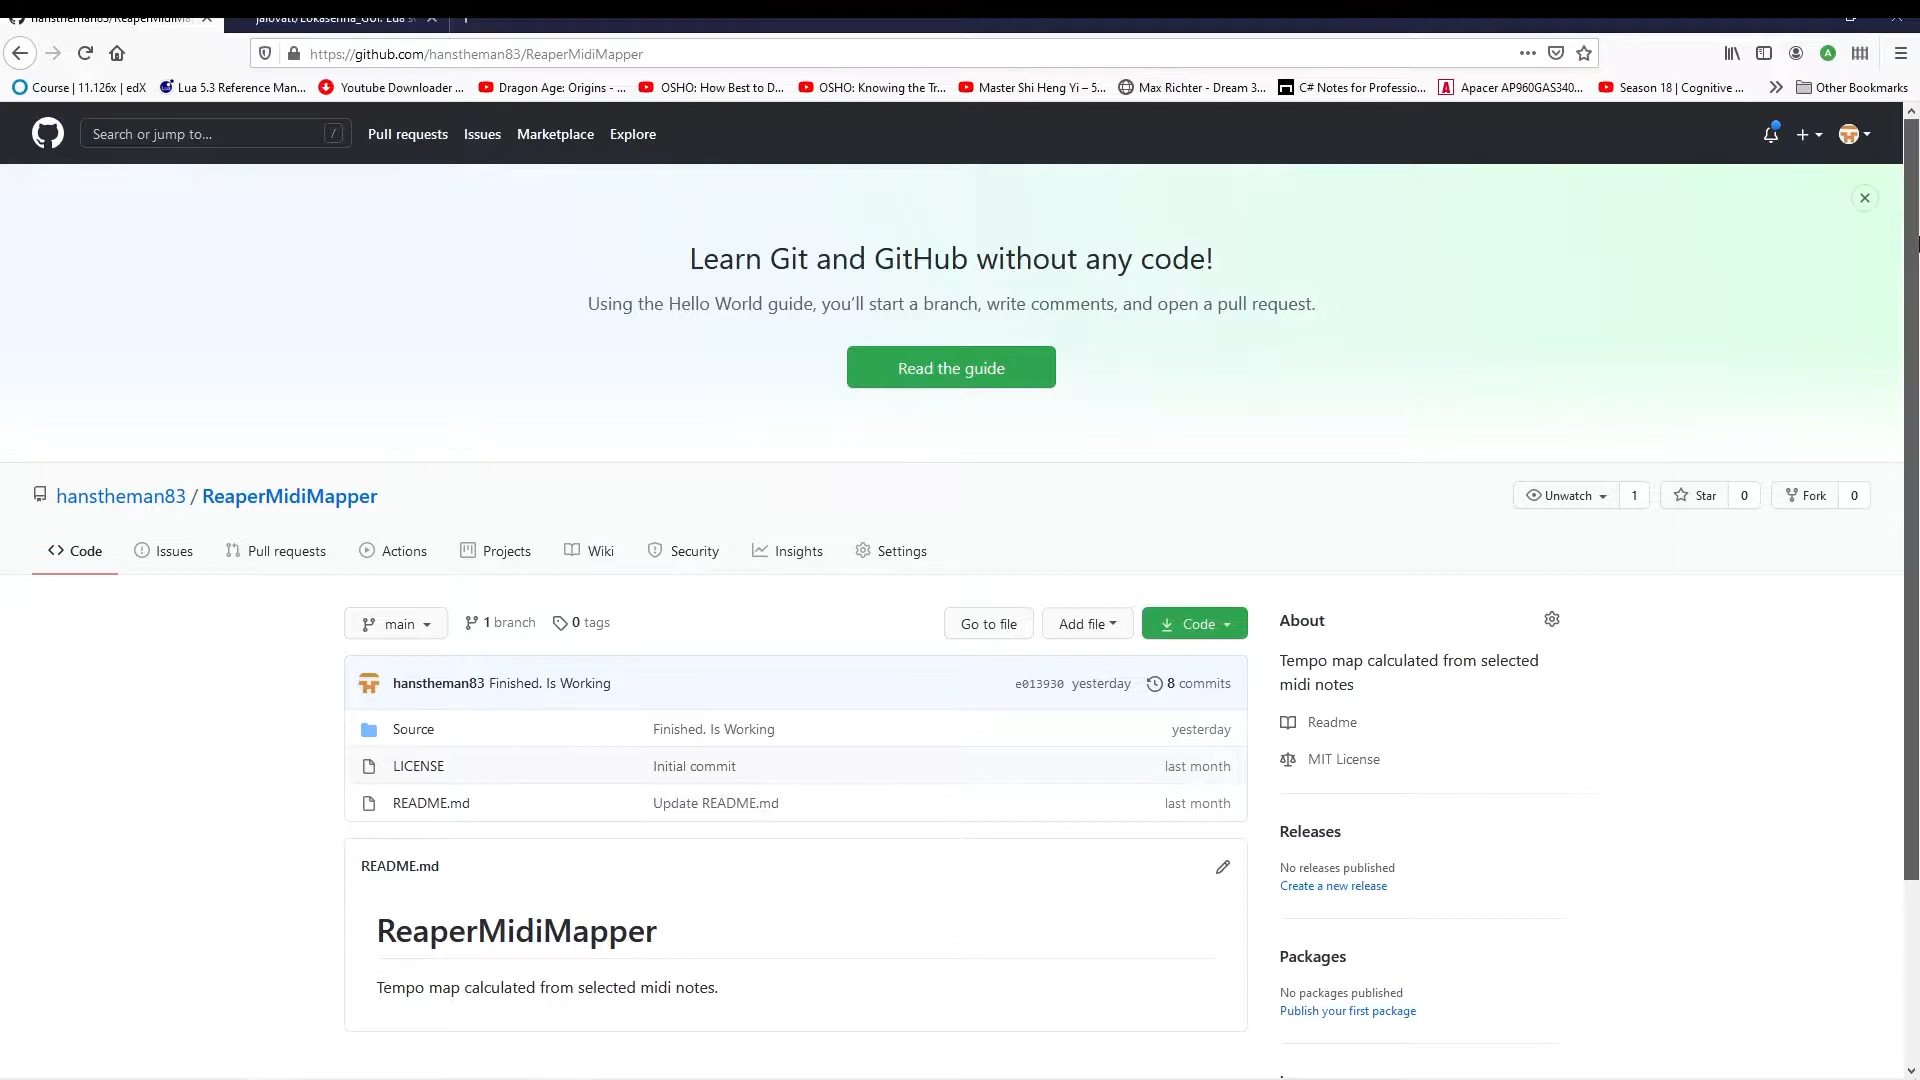 hanstheman83/ReaperMidiMa
jalovatt/Lokasenna_GUI: Lua s
https://github.com/hanstheman83/ReaperMidiMapper
Course | 11.126x | edX
Lua 5.3 Reference Man...
Youtube Downloader ...
Dragon Age: Origins - ...
OSHO: How Best to D...
OSHO: Knowing the Tr...
Master Shi Heng Yi – 5...
Max Richter - Dream 3...
C# Notes for Professio...
Apacer AP960GAS340...
Season 18 | Cognitive ...
Other Bookmarks
Search or jump to... /
Pull requests
Issues
Marketplace
Explore
Learn Git and GitHub without any code!
Using the Hello World guide, you’ll start a branch, write comments, and open a pull request.
Read the guide
hanstheman83 / ReaperMidiMapper
Unwatch 1
Star 0
Fork 0
Code
Issues
Pull requests
Actions
Projects
Wiki
Security
Insights
Settings
main
1 branch
0 tags
Go to file
Add file
Code
hanstheman83 Finished. Is Working
e013930 yesterday
8 commits
Source Finished. Is Working yesterday
LICENSE Initial commit last month
README.md Update README.md last month
README.md
ReaperMidiMapper
Tempo map calculated from selected midi notes.
About
Tempo map calculated from selected
midi notes
Readme
MIT License
Releases
No releases published
Create a new release
Packages
No packages published
Publish your first package